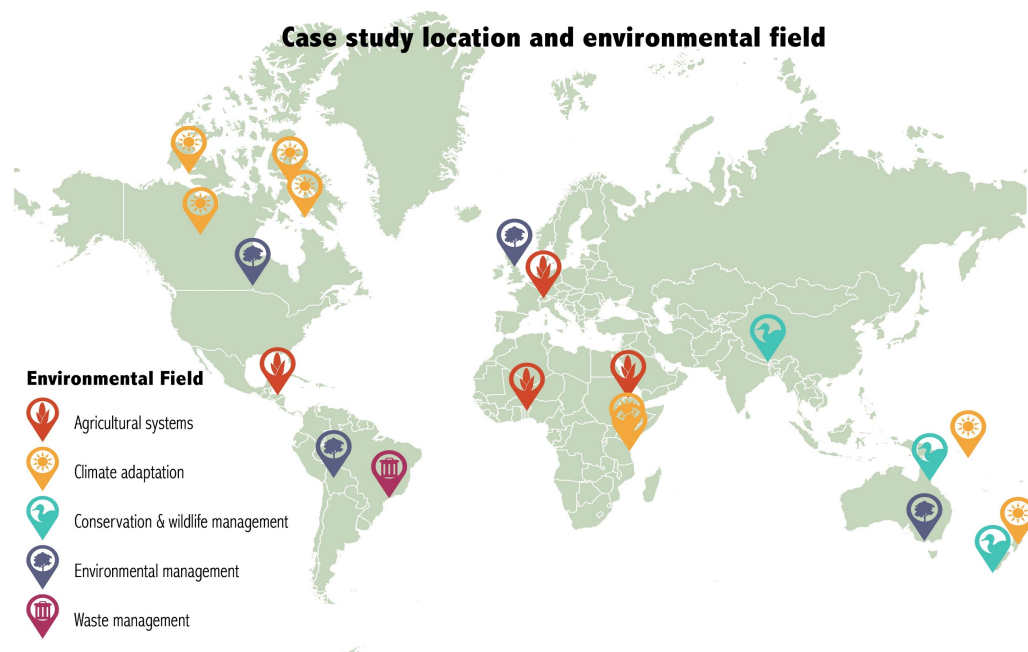 Case study location and environmental field
Environmental Field
Agricultural systems
Climate adaptation
Conservation & wildlife management
Environmental management
Waste management